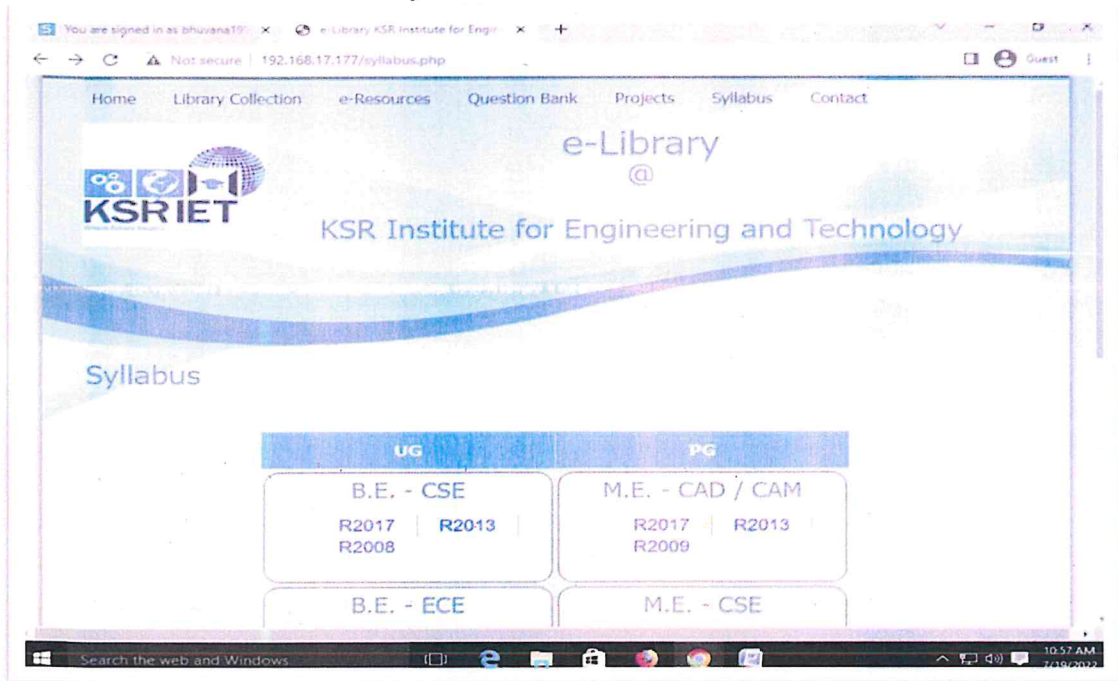 You are signed in as bhuvana19
e-Library KSR Institute for Engin
Not secure 192.168.17.177/syllabus.php
Guest
Home Library Collection e-Resources Question Bank Projects Syllabus Contact
e-Library
@
KSR Institute for Engineering and Technology
KSRIET
Syllabus
UG PG
B.E. - CSE M.E. - CAD / CAM
R2017 R2013 R2017 R2013
R2008 R2009
B.E. - ECE M.E. - CSE
Search the web and Windows
10:57 AM
7/19/2022